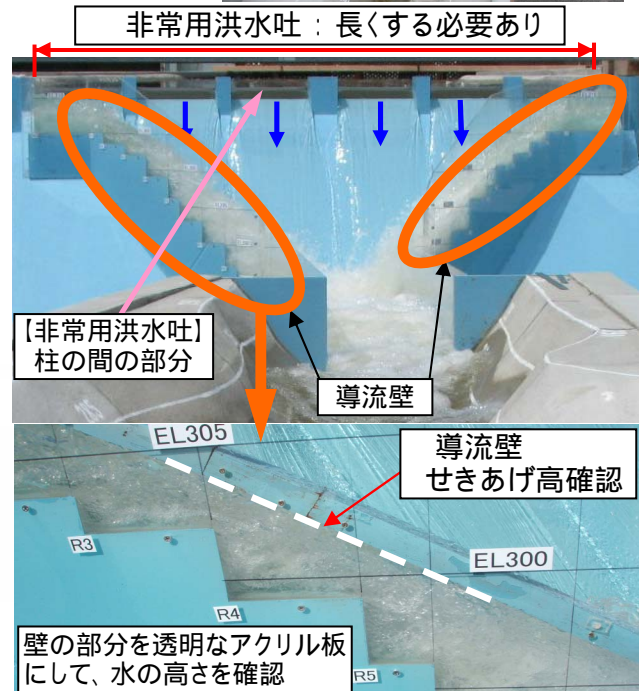 非常用洪水吐:長くする必要あり
【非常用洪水吐】
柱の間の部分
導流壁
EL305
導流壁
せきあげ高確認
R3
EL300
R4
壁の部分を透明なアクリル板
にして、水の高さを確認
R5